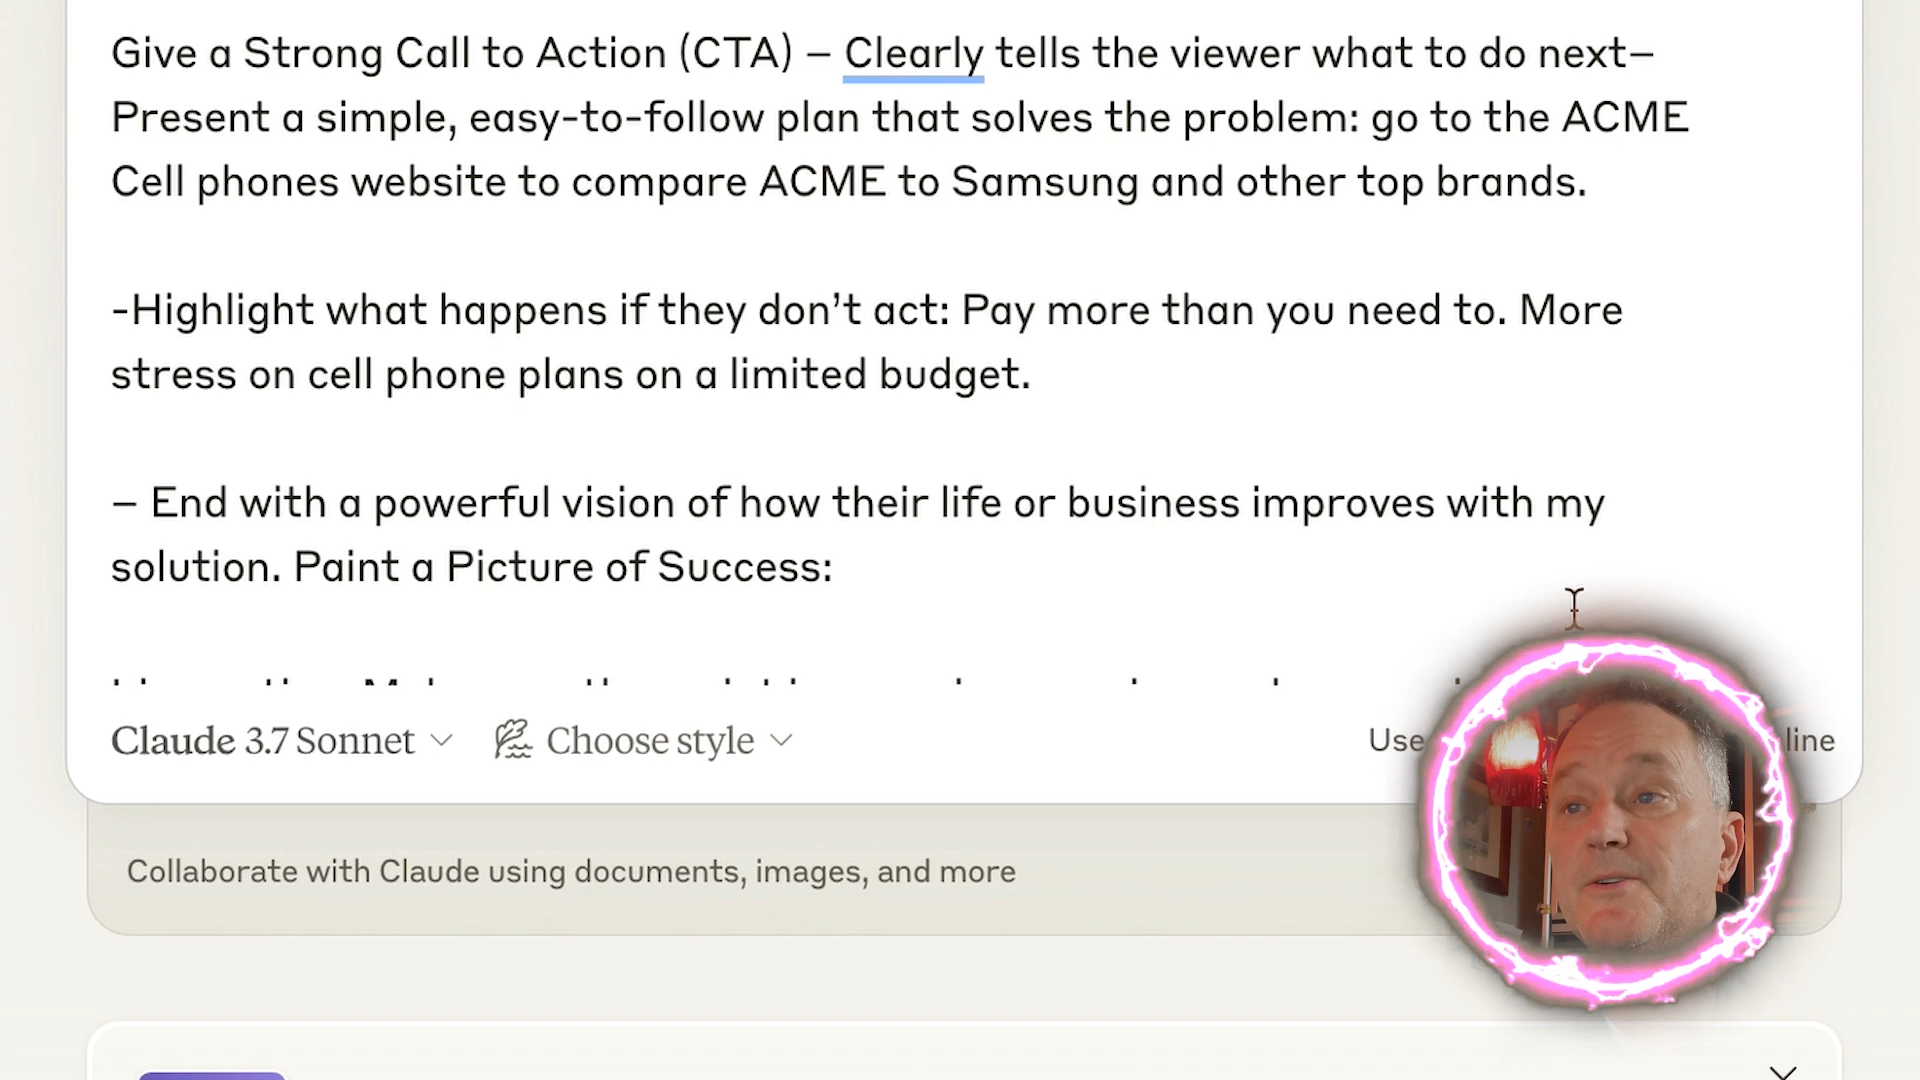 Give a Strong Call to Action (CTA) – Clearly tells the viewer what to do next–
Present a simple, easy-to-follow plan that solves the problem: go to the ACME
Cell phones website to compare ACME to Samsung and other top brands.
-Highlight what happens if they don’t act: Pay more than you need to. More
stress on cell phone plans on a limited budget.
– End with a powerful vision of how their life or business improves with my
solution. Paint a Picture of Success:
Claude 3.7 Sonnet
Choose style
Use
Collaborate with Claude using documents, images, and more